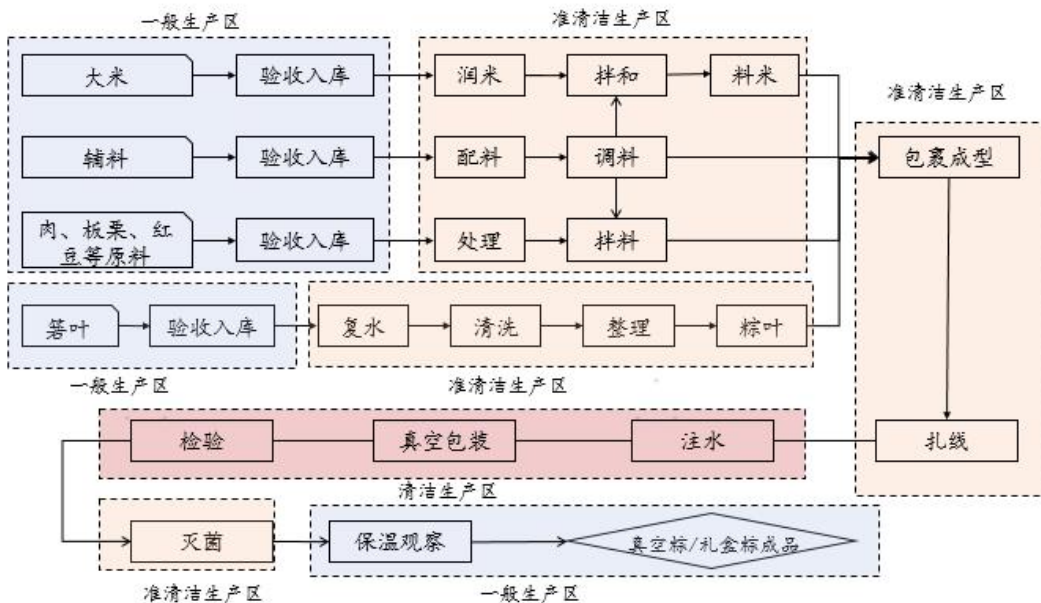 一般生产区
准清洁生产区
大米
验收入库
润米
拌和
料米
准清洁生产区
辅料
验收入库
配料
调料
包裹成型
肉、板栗、红
豆等原料
验收入库
处理
拌料
箬叶
验收入库
复水
清洗
整理
粽叶
一般生产区
准清洁生产区
检验
真空包装
注水
扎线
清洁生产区
灭菌
保温观察
真空粽/礼盒粽成品
准清洁生产区
一般生产区